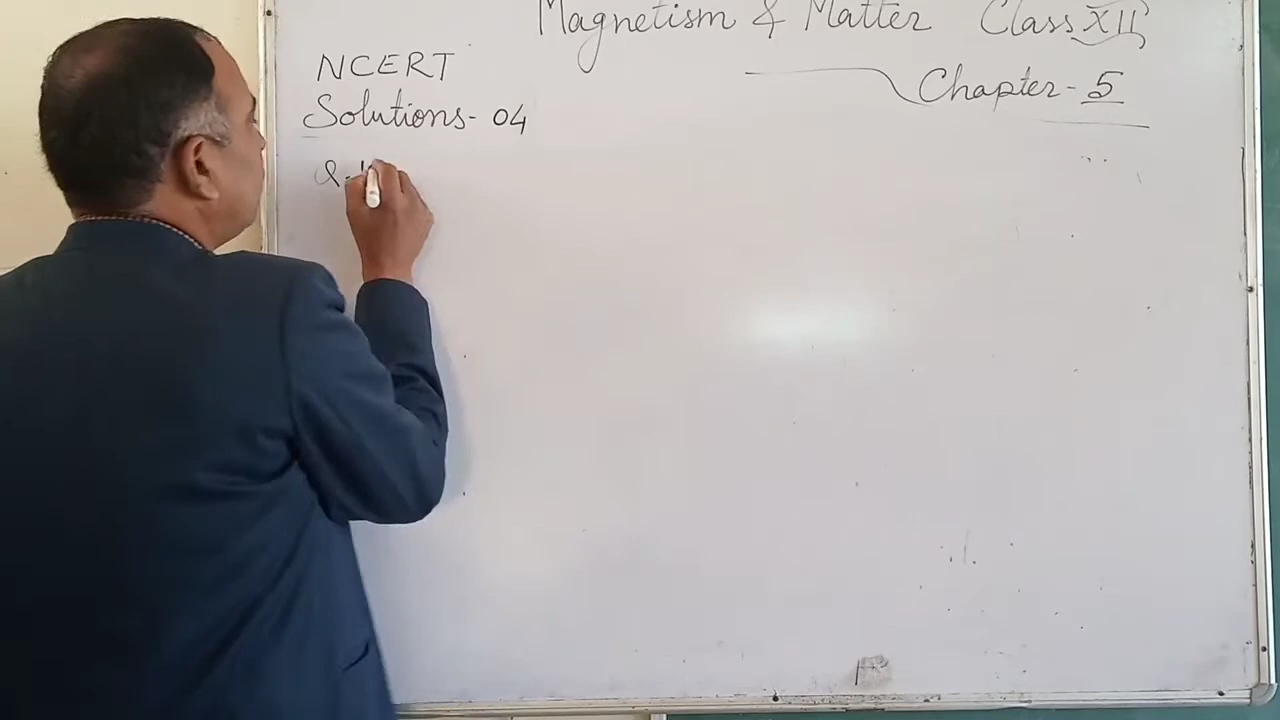 Magnetism & Matter Class XII
NCERT
Chapter-5
Solutions-04
Q.